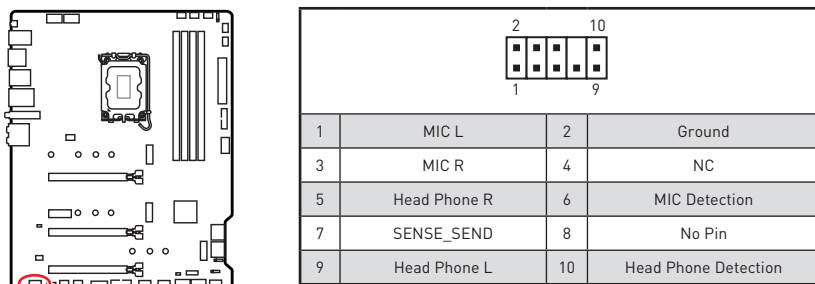 2 10
1 9
1 MIC L 2 Ground
3 MIC R 4 NC
5 Head Phone R 6 MIC Detection
7 SENSE_SEND 8 No Pin
9 Head Phone L 10 Head Phone Detection